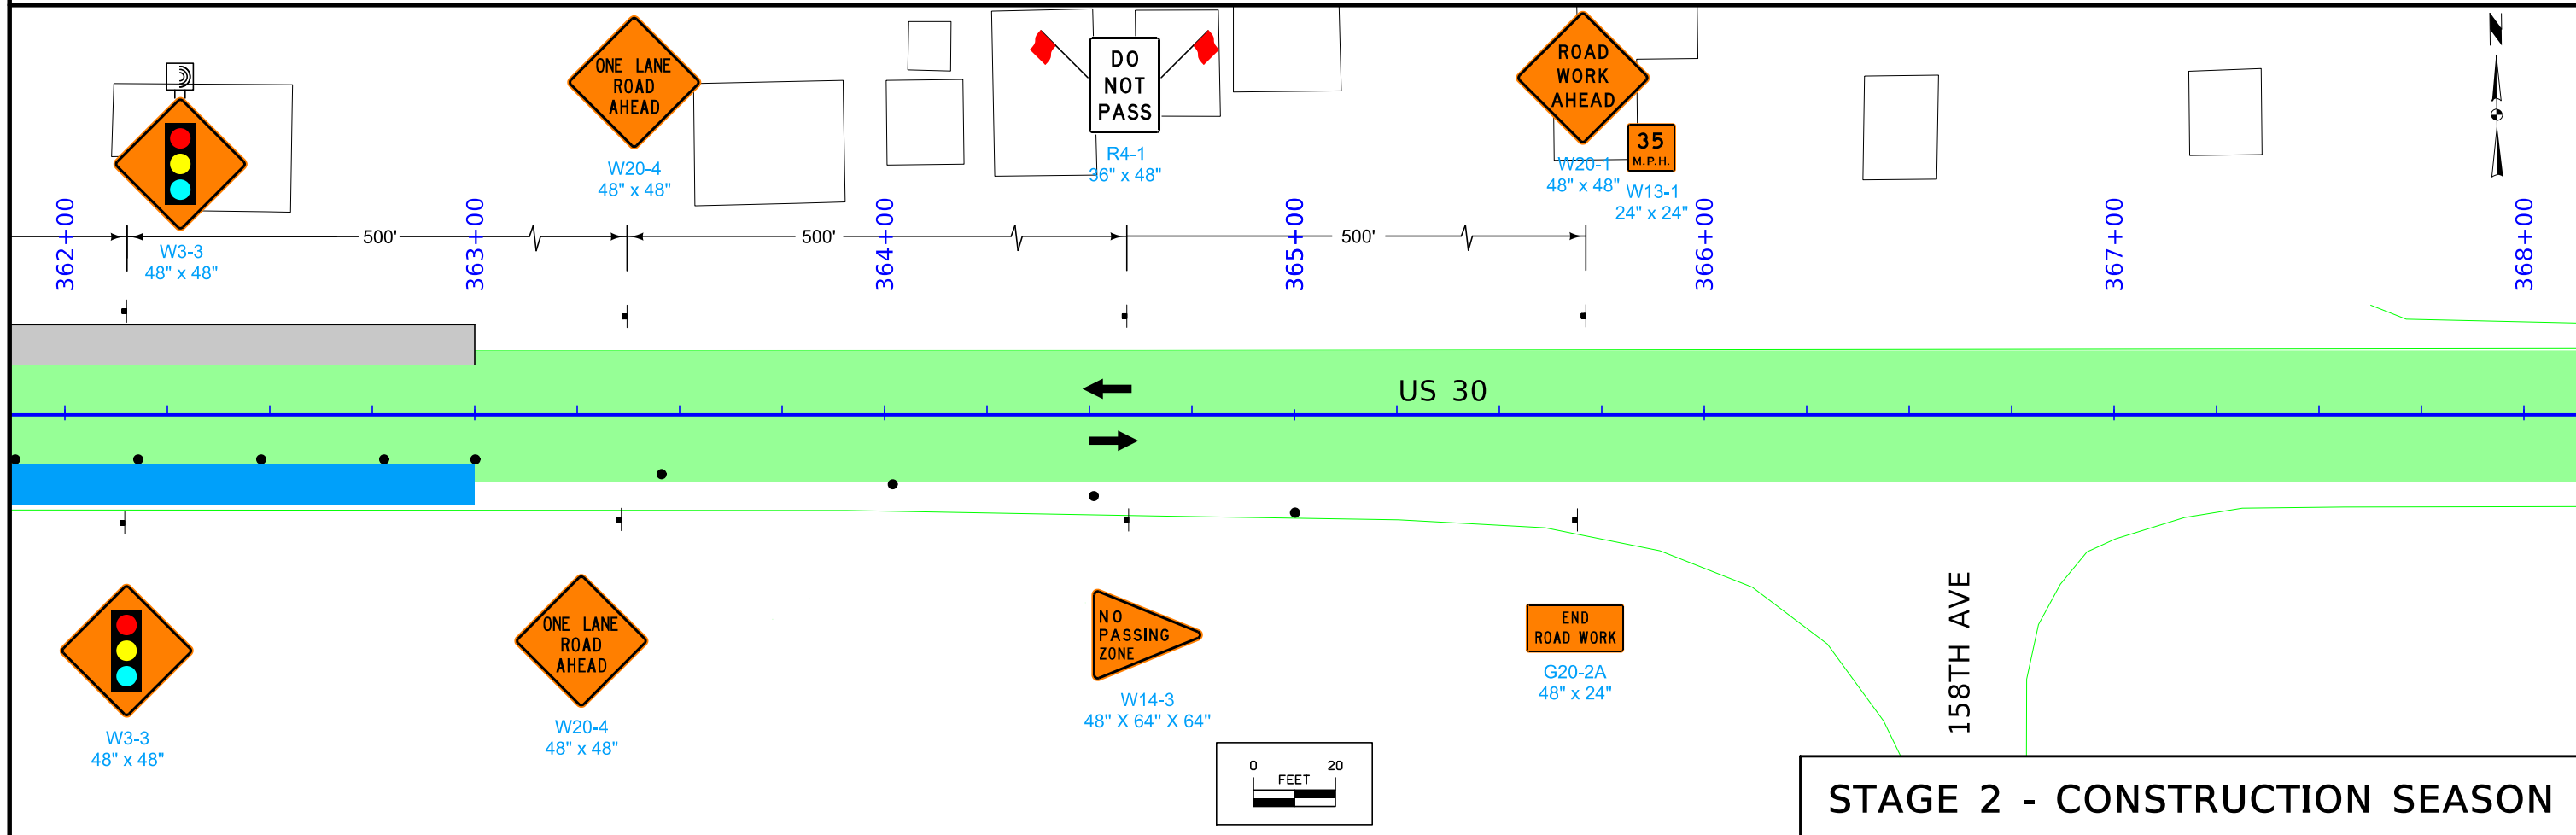 ONE LANE
ROAD
AHEAD
W20-4
48" x 48"
DO
NOT
PASS
R4-1
36" x 48"
ROAD
WORK
AHEAD
W20-1
48" x 48"
35
M.P.H.
W13-1
24" x 24"
N
W3-3
48" x 48"
500'
500'
500'
362+00
363+00
364+00
365+00
366+00
367+00
368+00
US 30
W3-3
48" x 48"
ONE LANE
ROAD
AHEAD
W20-4
48" x 48"
NO
PASSING
ZONE
W14-3
48" X 64" X 64"
END
ROAD WORK
G20-2A
48" x 24"
158TH AVE
0 20
FEET
STAGE 2 - CONSTRUCTION SEASON